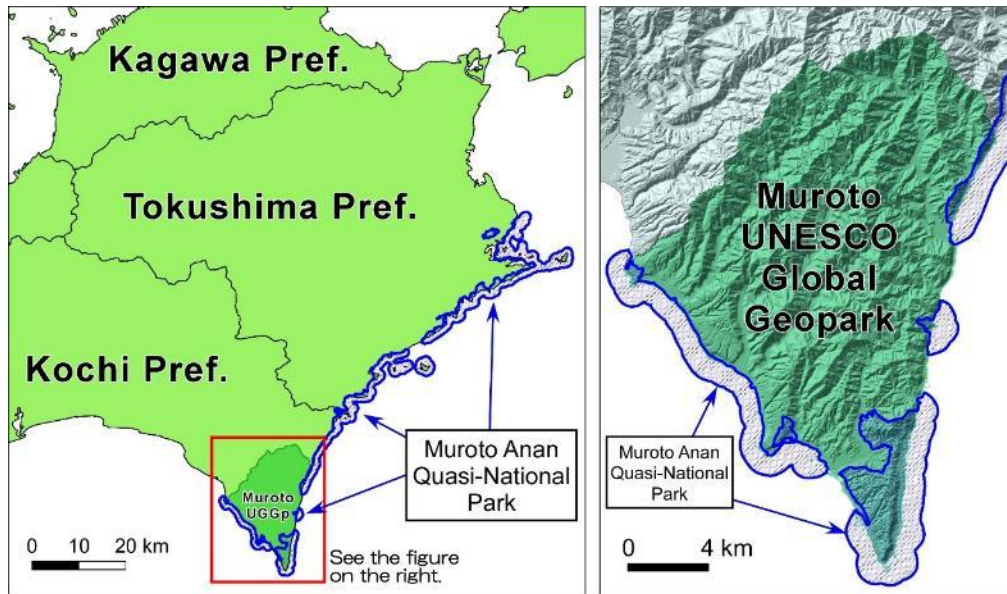 Kagawa Pref.
Tokushima Pref.
Kochi Pref.
Muroto Anan
Quasi-National
Park
Muroto
UGGp
0 10 20 km
See the figure
on the right.
Muroto
UNESCO
Global
Geopark
Muroto Anan
Quasi-National
Park
0 4 km